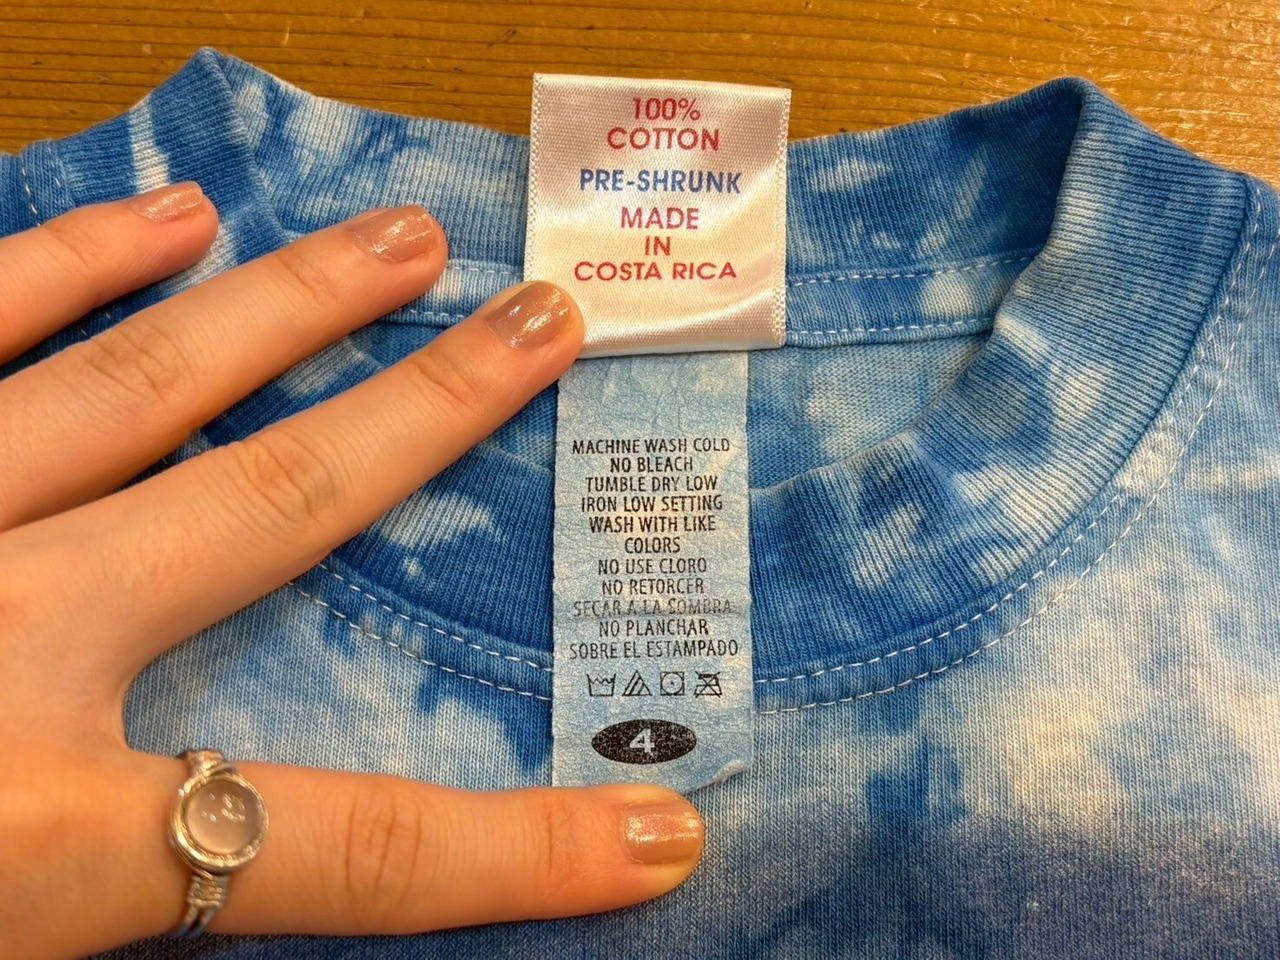 100%
COTTON
PRE-SHRUNK
MADE
IN
COSTA RICA
MACHINE WASH COLD
NO BLEACH
TUMBLE DRY LOW
IRON LOW SETTING
WASH WITH LIKE
COLORS
NO USE CLORO
NO RETORCER
SECAR A LA SOMBRA
NO PLANCHAR
SOBRE EL ESTAMPADO
4